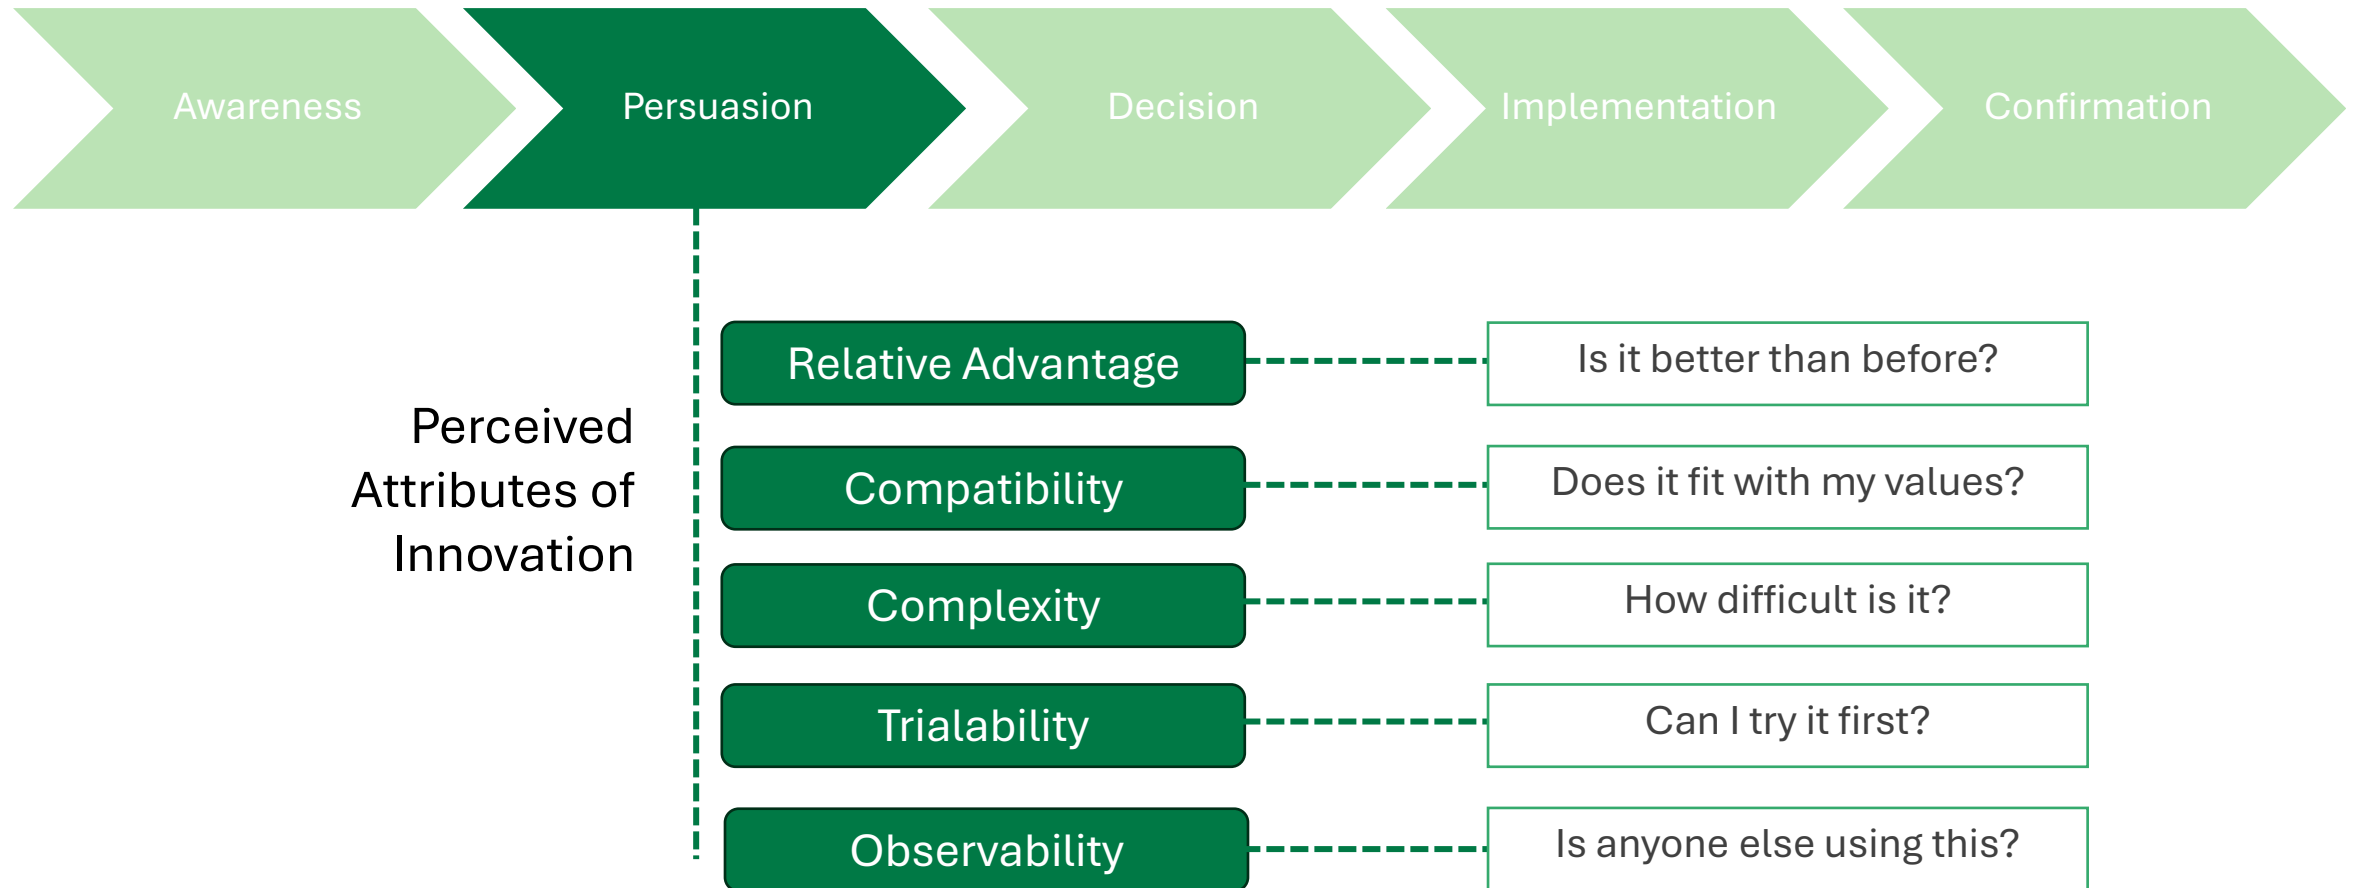 Awareness
Persuasion
Decision
Implementation
Confirmation
Perceived
Attributes of
Innovation
Relative Advantage
Is it better than before?
Compatibility
Does it fit with my values?
Complexity
How difficult is it?
Trialability
Can I try it first?
Observability
Is anyone else using this?